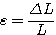 ε = ΔL / L